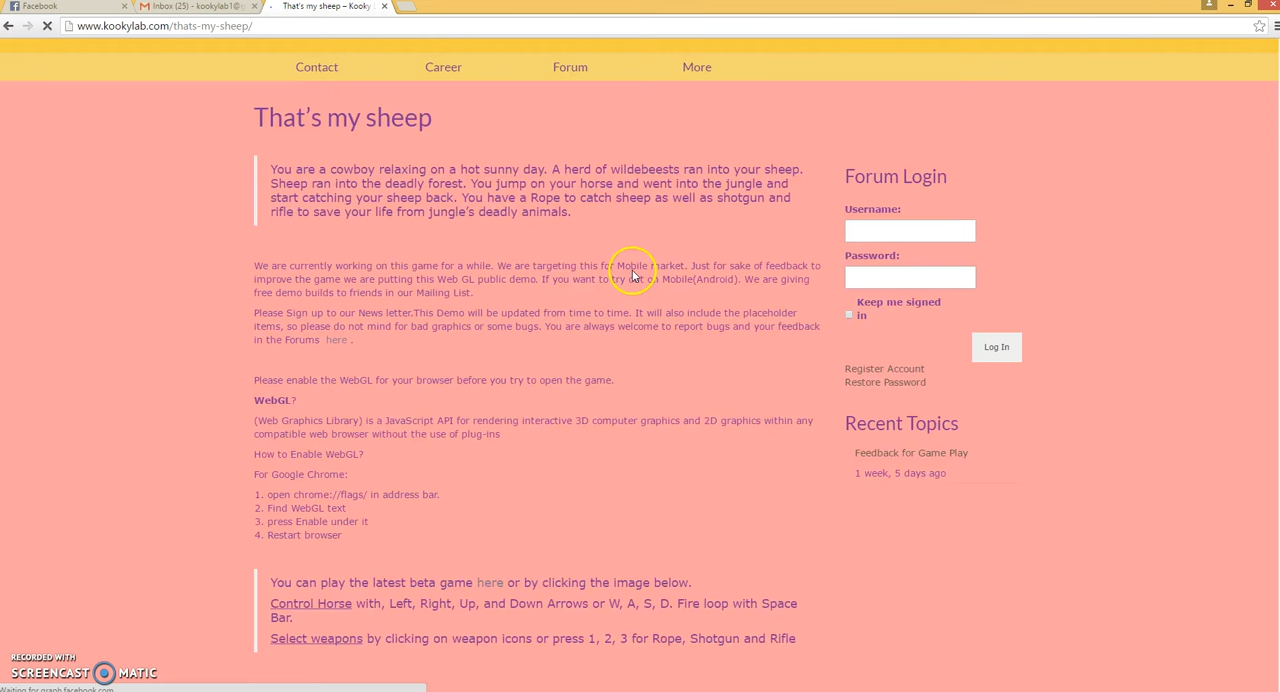 Facebook
Inbox (25) - kookylab1@g
That's my sheep – Kooky L
www.kookylab.com/thats-my-sheep/
Contact Career Forum More
That's my sheep
You are a cowboy relaxing on a hot sunny day. A herd of wildebeests ran into your sheep.
Sheep ran into the deadly forest. You jump on your horse and went into the jungle and
start catching your sheep back. You have a Rope to catch sheep as well as shotgun and
rifle to save your life from jungle's deadly animals.
We are currently working on this game for a while. We are targeting this for Mobile market. Just for sake of feedback to
improve the game we are putting this Web GL public demo. If you want to try out on Mobile(Android). We are giving
free demo builds to friends in our Mailing List.
Please Sign up to our News letter.This Demo will be updated from time to time. It will also include the placeholder
items, so please do not mind for bad graphics or some bugs. You are always welcome to report bugs and your feedback
in the Forums here .
Please enable the WebGL for your browser before you try to open the game.
WebGL?
(Web Graphics Library) is a JavaScript API for rendering interactive 3D computer graphics and 2D graphics within any
compatible web browser without the use of plug-ins
How to Enable WebGL?
For Google Chrome:
1. open chrome://flags/ in address bar.
2. Find WebGL text
3. press Enable under it
4. Restart browser
You can play the latest beta game here or by clicking the image below.
Control Horse with, Left, Right, Up, and Down Arrows or W, A, S, D. Fire loop with Space
Bar.
Select weapons by clicking on weapon icons or press 1, 2, 3 for Rope, Shotgun and Rifle
Forum Login
Username:
Password:
Keep me signed
in
Log In
Register Account
Restore Password
Recent Topics
Feedback for Game Play
1 week, 5 days ago
RECORDED WITH
SCREENCAST MATIC
Waiting for graph.facebook.com